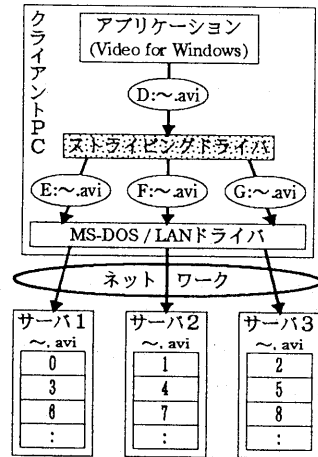 クライアントPC
アプリケーション
(Video for Windows)
D:～.avi
ストライピングドライバ
E:～.avi F:～.avi G:～.avi
MS-DOS / LANドライバ
ネットワーク
サーバ1 サーバ2 サーバ3
～.avi ～.avi ～.avi
0 1 2
3 4 5
6 7 8
: : :